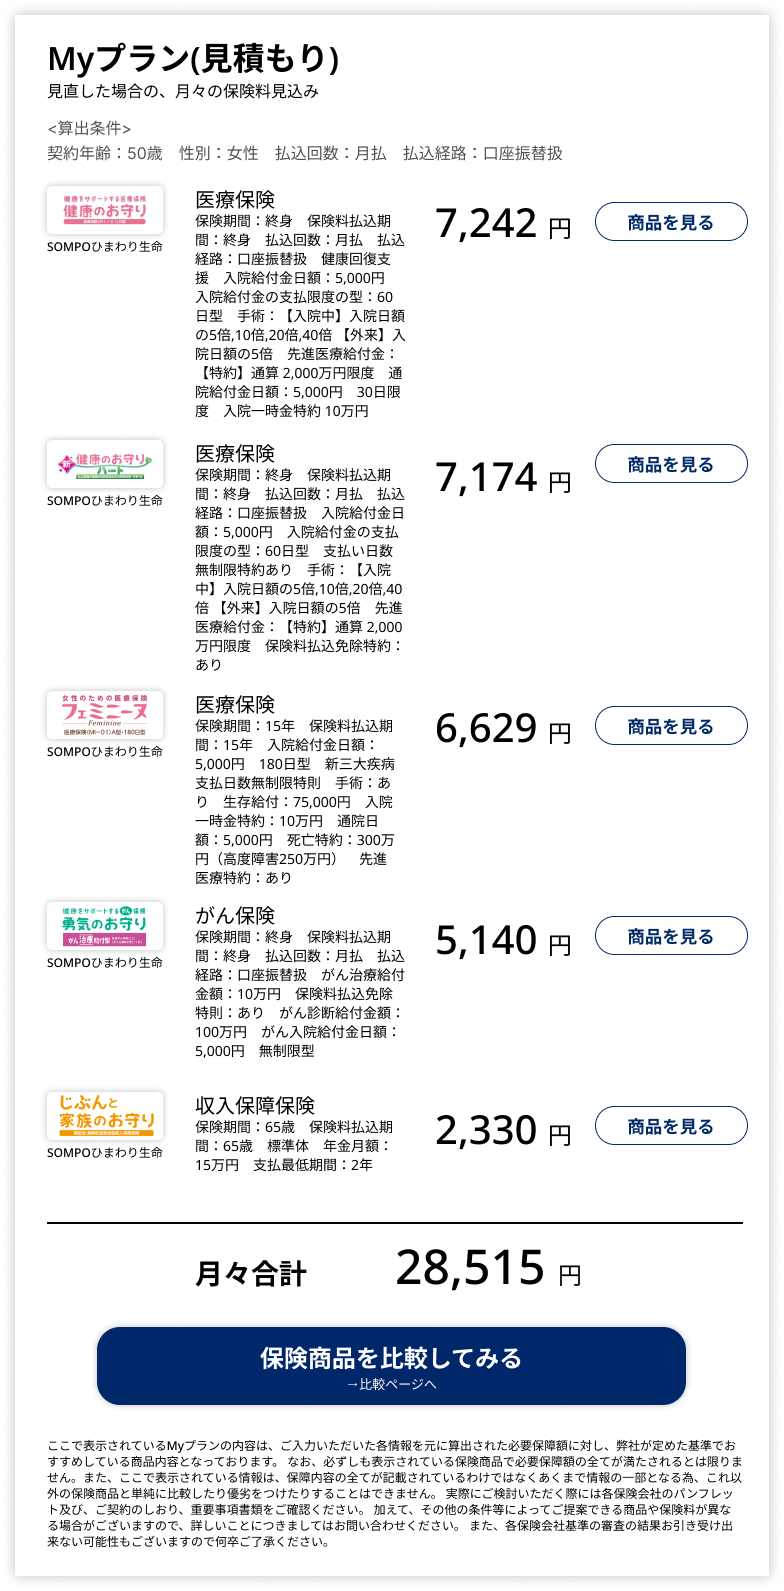 Myプラン(見積もり)
見直した場合の、月々の保険料見込み
<算出条件>
契約年齢：50歳　性別：女性　払込回数：月払　払込経路：口座振替扱
健康をサポートする医療保険
健康のお守り
SOMPOひまわり生命
医療保険
保険期間：終身　保険料払込期
間：終身　払込回数：月払　払込
経路：口座振替扱　健康回復支
援　入院給付金日額：5,000円
入院給付金の支払限度の型：60
日型　手術：【入院中】入院日額
の5倍,10倍,20倍,40倍 【外来】入
院日額の5倍　先進医療給付金：
【特約】通算 2,000万円限度　通
院給付金日額：5,000円　30日限
度　入院一時金特約 10万円
7,242 円
商品を見る
新 健康のお守り
ハート
SOMPOひまわり生命
医療保険
保険期間：終身　保険料払込期
間：終身　払込回数：月払　払込
経路：口座振替扱　入院給付金日
額：5,000円　入院給付金の支払
限度の型：60日型　支払い日数
無制限特約あり　手術：【入院
中】入院日額の5倍,10倍,20倍,40
倍 【外来】入院日額の5倍　先進
医療給付金：【特約】通算 2,000
万円限度　保険料払込免除特約：
あり
7,174 円
商品を見る
女性のための医療保険
フェミニーヌ
Feminine
医療保険(MI-01)A型・180日型
SOMPOひまわり生命
医療保険
保険期間：15年　保険料払込期
間：15年　入院給付金日額：
5,000円　180日型　新三大疾病
支払日数無制限特則　手術：あ
り　生存給付：75,000円　入院
一時金特約：10万円　通院日
額：5,000円　死亡特約：300万
円（高度障害250万円）　先進
医療特約：あり
6,629 円
商品を見る
健康をサポートするがん保険
勇気のお守り
がん治療給付型
SOMPOひまわり生命
がん保険
保険期間：終身　保険料払込期
間：終身　払込回数：月払　払込
経路：口座振替扱　がん治療給付
金額：10万円　保険料払込免除
特則：あり　がん診断給付金額：
100万円　がん入院給付金日額：
5,000円　無制限型
5,140 円
商品を見る
じぶんと
家族のお守り
SOMPOひまわり生命
収入保障保険
保険期間：65歳　保険料払込期
間：65歳　標準体　年金月額：
15万円　支払最低期間：2年
2,330 円
商品を見る
月々合計 28,515 円
保険商品を比較してみる
→比較ページへ
ここで表示されているMyプランの内容は、ご入力いただいた各情報を元に算出された必要保障額に対し、弊社が定めた基準でお
すすめしている商品内容となっております。 なお、必ずしも表示されている保険商品で必要保障額の全てが満たされるとは限りま
せん。また、ここで表示されている情報は、保障内容の全てが記載されているわけではなくあくまで情報の一部となる為、これ以
外の保険商品と単純に比較したり優劣をつけたりすることはできません。 実際にご検討いただく際には各保険会社のパンフレッ
ト及び、ご契約のしおり、重要事項書類をご確認ください。 加えて、その他の条件等によってご提案できる商品や保険料が異な
る場合がございますので、詳しいことにつきましてはお問い合わせください。 また、各保険会社基準の審査の結果お引き受け出
来ない可能性もございますので何卒ご了承ください。